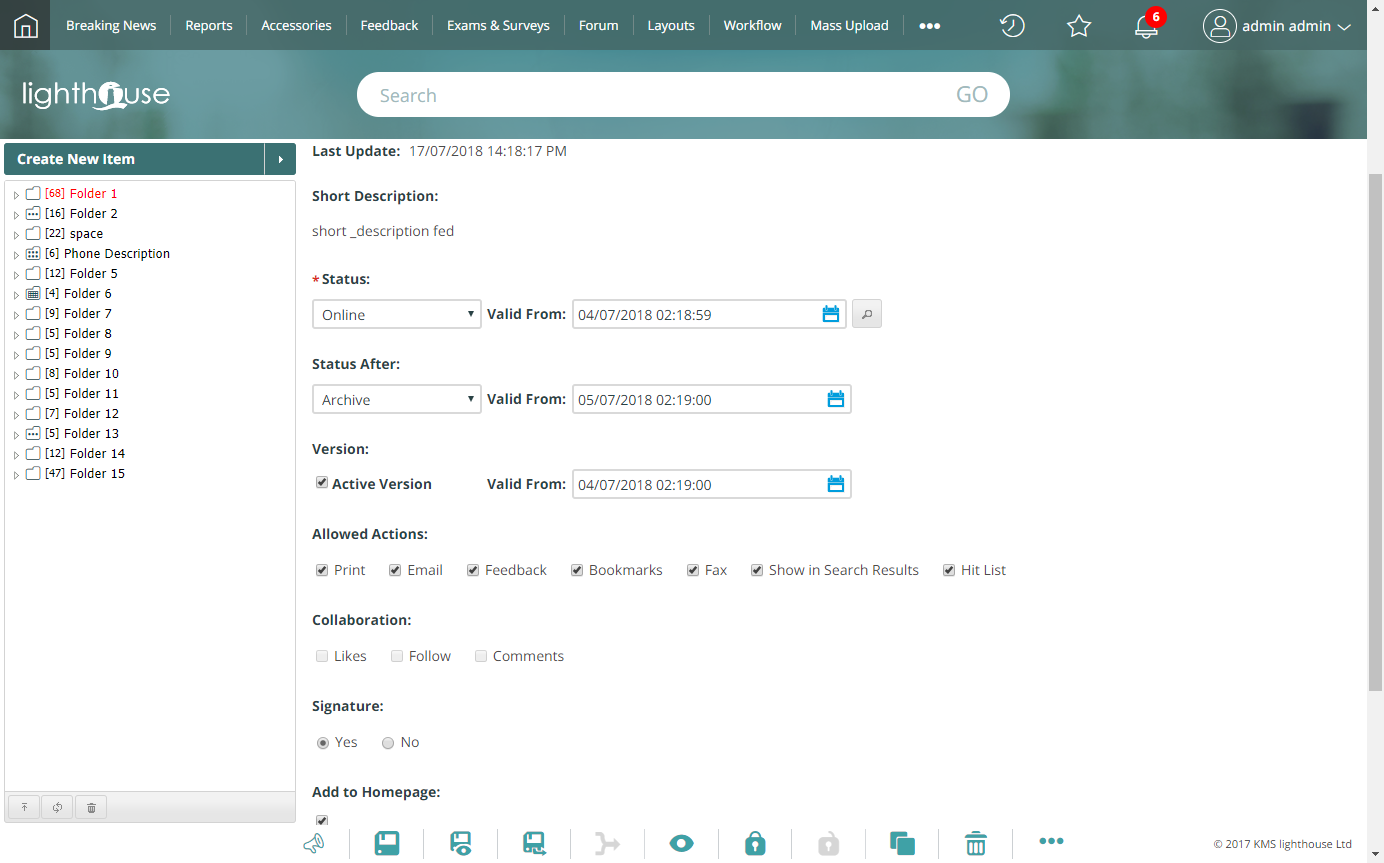 Breaking News Reports Accessories Feedback Exams & Surveys Forum Layouts Workflow Mass Upload ••• 6 admin admin
lighthouse Search GO
Create New Item
[68] Folder 1
[16] Folder 2
[22] space
[6] Phone Description
[12] Folder 5
[4] Folder 6
[9] Folder 7
[5] Folder 8
[5] Folder 9
[8] Folder 10
[5] Folder 11
[7] Folder 12
[5] Folder 13
[12] Folder 14
[47] Folder 15
Last Update: 17/07/2018 14:18:17 PM
Short Description:
short _description fed
* Status:
Online Valid From: 04/07/2018 02:18:59
Status After:
Archive Valid From: 05/07/2018 02:19:00
Version:
Active Version Valid From: 04/07/2018 02:19:00
Allowed Actions:
Print Email Feedback Bookmarks Fax Show in Search Results Hit List
Collaboration:
Likes Follow Comments
Signature:
Yes No
Add to Homepage:
© 2017 KMS lighthouse Ltd